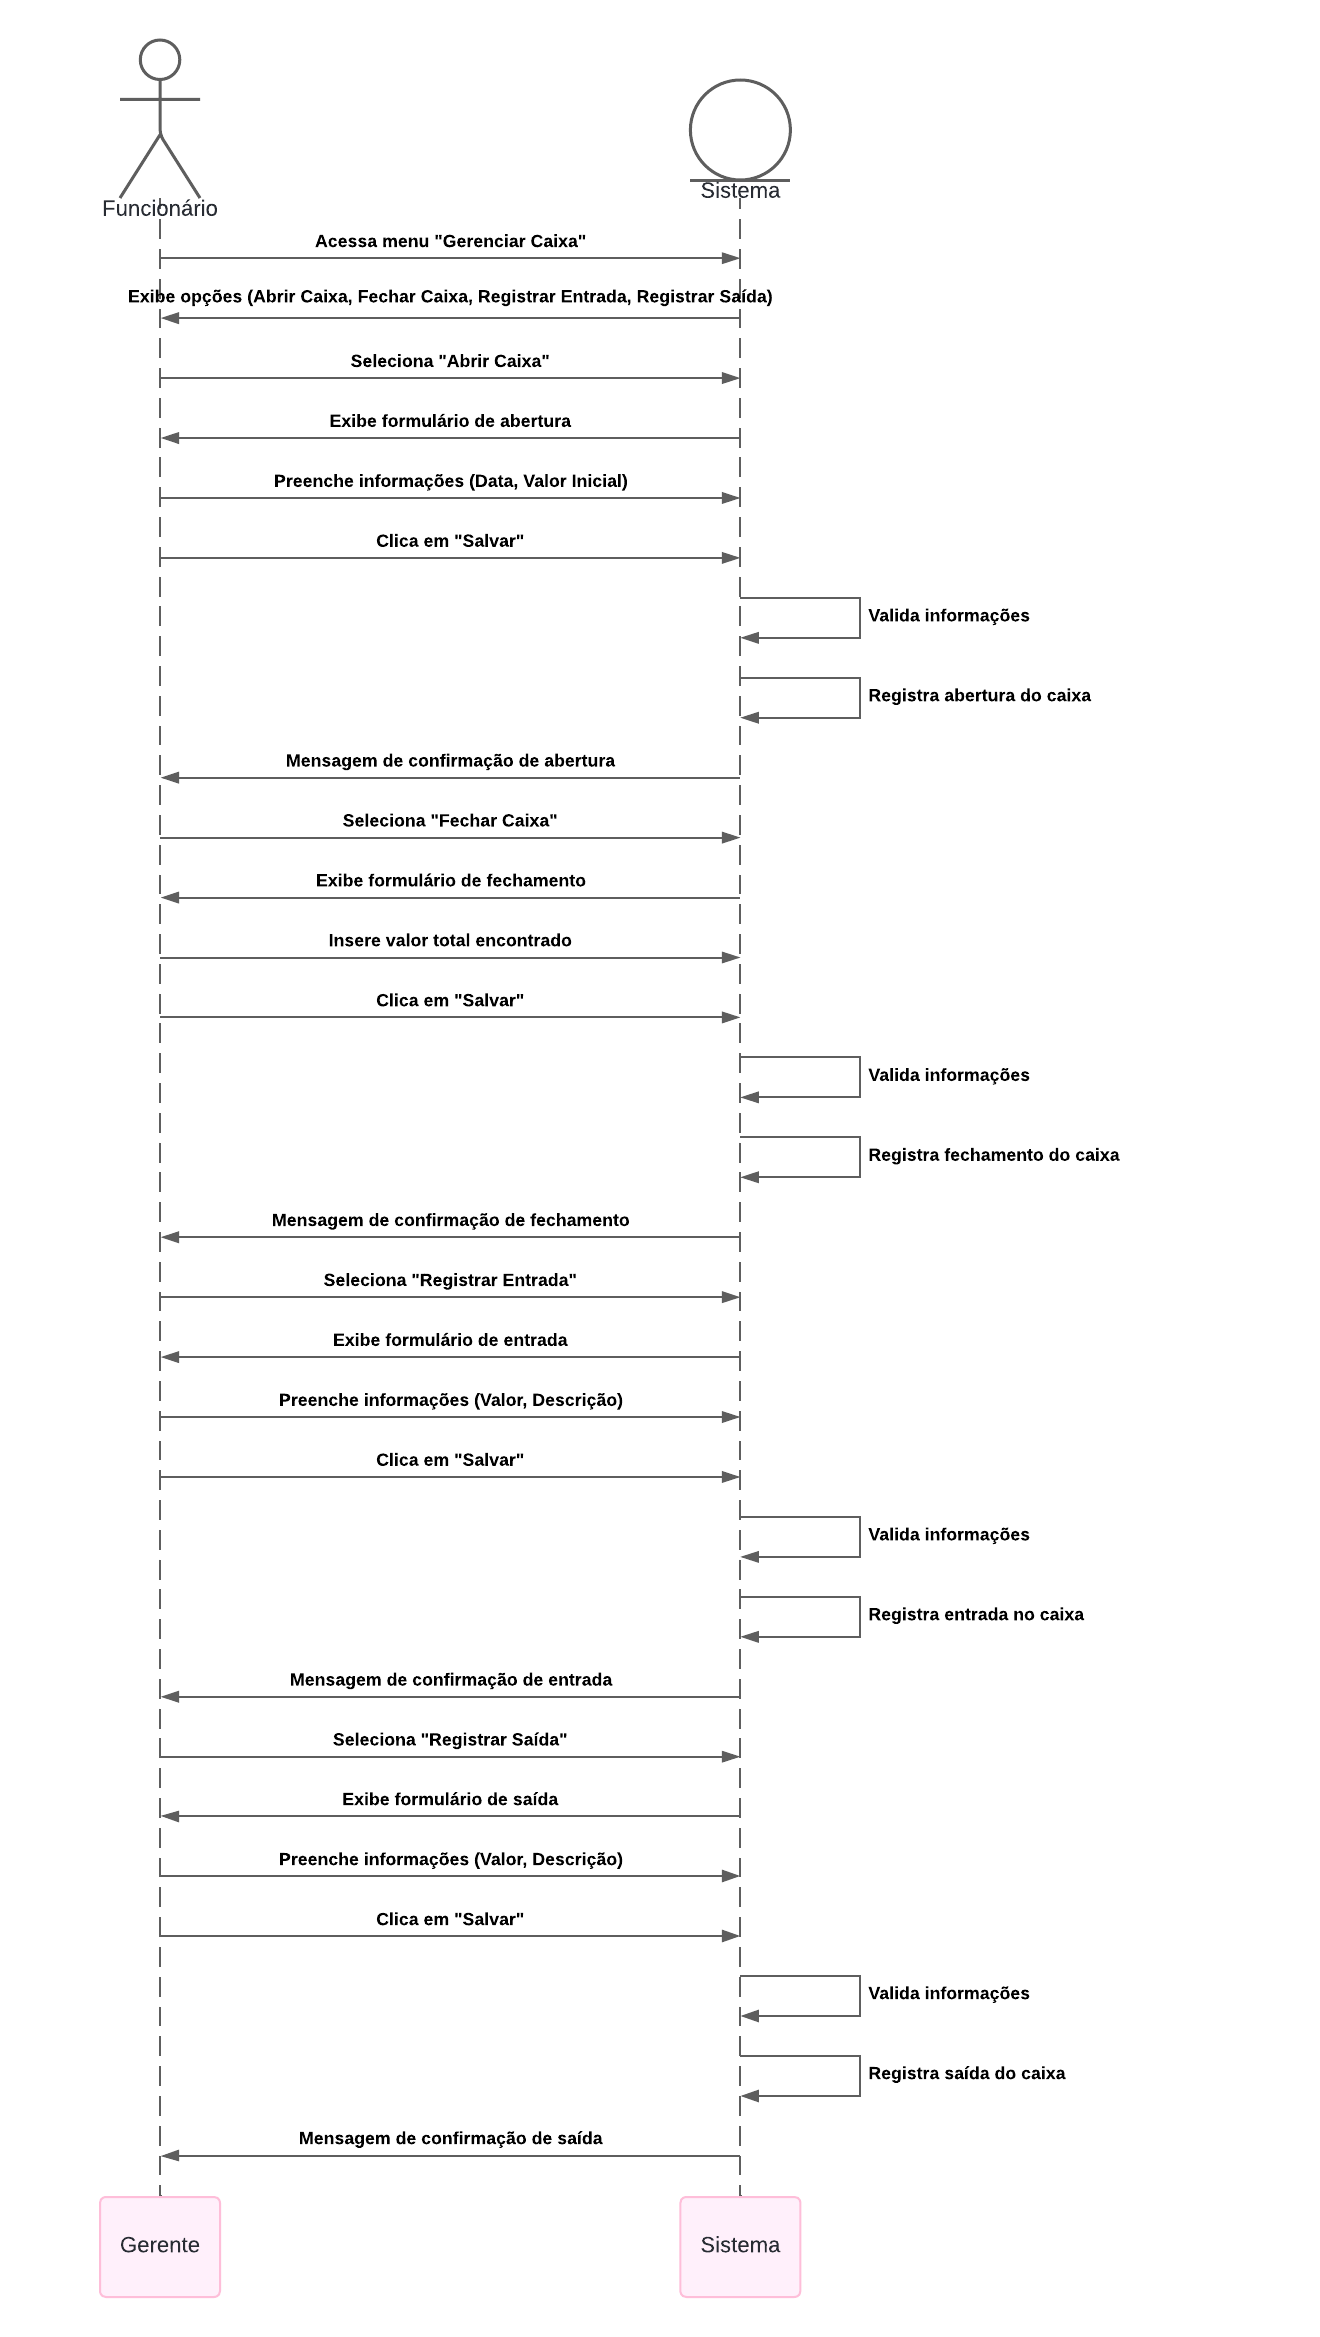 Funcionário
Sistema
Acessa menu "Gerenciar Caixa"
Exibe opções (Abrir Caixa, Fechar Caixa, Registrar Entrada, Registrar Saída)
Seleciona "Abrir Caixa"
Exibe formulário de abertura
Preenche informações (Data, Valor Inicial)
Clica em "Salvar"
Valida informações
Registra abertura do caixa
Mensagem de confirmação de abertura
Seleciona "Fechar Caixa"
Exibe formulário de fechamento
Insere valor total encontrado
Clica em "Salvar"
Valida informações
Registra fechamento do caixa
Mensagem de confirmação de fechamento
Seleciona "Registrar Entrada"
Exibe formulário de entrada
Preenche informações (Valor, Descrição)
Clica em "Salvar"
Valida informações
Registra entrada no caixa
Mensagem de confirmação de entrada
Seleciona "Registrar Saída"
Exibe formulário de saída
Preenche informações (Valor, Descrição)
Clica em "Salvar"
Valida informações
Registra saída do caixa
Mensagem de confirmação de saída
Gerente
Sistema